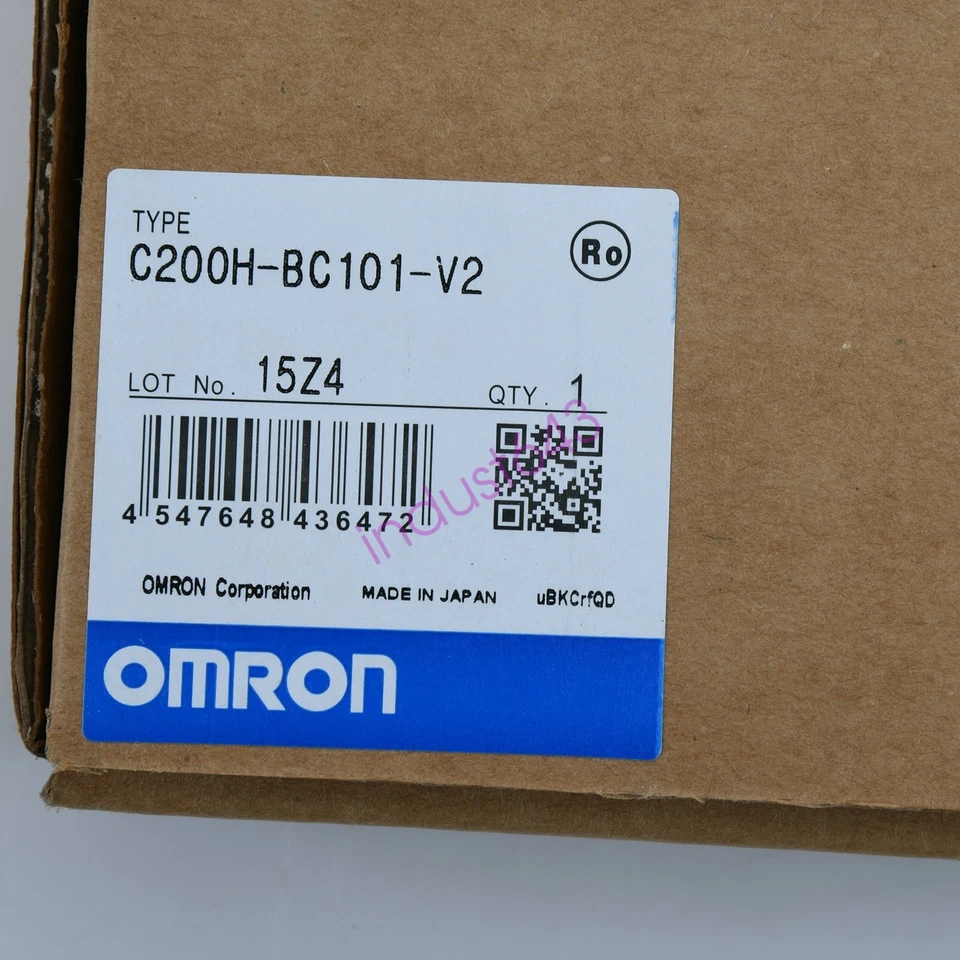 TYPE
C200H-BC101-V2
Ro
LOT No. 15Z4 QTY. 1
4 547648 436472
indust643
OMRON Corporation MADE IN JAPAN uBKCrfQD
OMRON